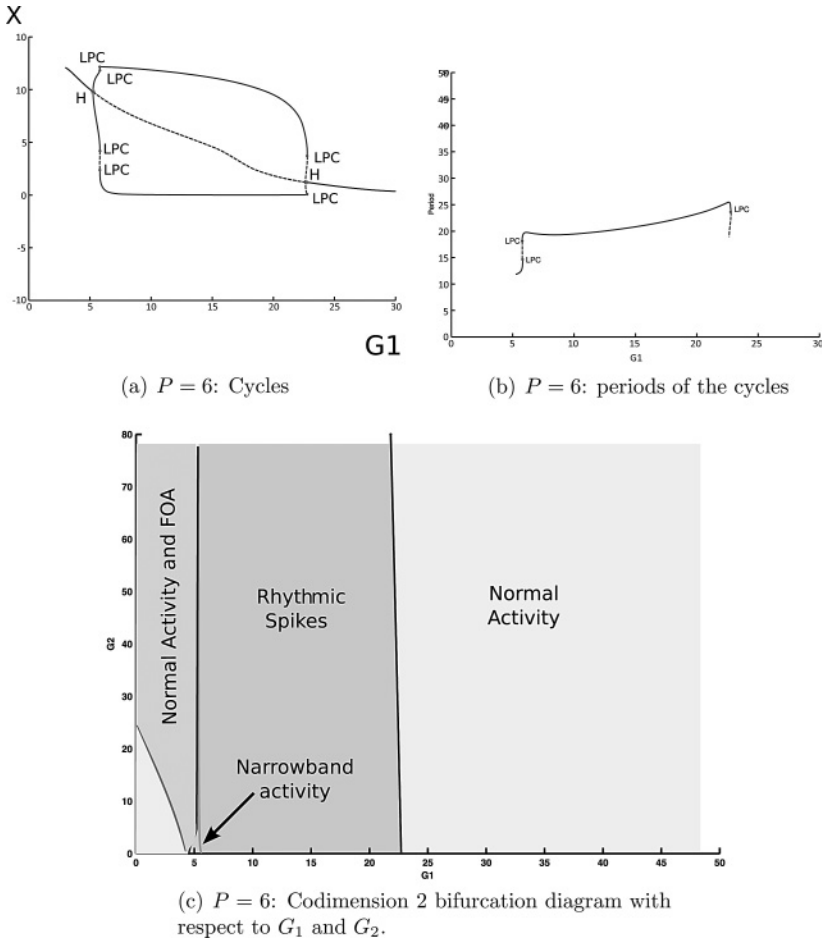 X
10
LPC
LPC
10
H
5
LPC
LPC
LPC
H
0
LPC
-5
-10
0
5
10
15
20
25
30
G1
(a) P = 6: Cycles
50
45
40
35
30
25
20
15
10
5
0
Period
LPC
LPC
LPC
0
5
10
15
20
25
30
G1
(b) P = 6: periods of the cycles
80
70
60
50
40
30
20
10
0
G2
Normal Activity and FOA
Rhythmic
Spikes
Normal
Activity
Narrowband
activity
0
5
10
15
20
25
30
35
40
45
50
G1
(c) P = 6: Codimension 2 bifurcation diagram with
respect to G1 and G2.